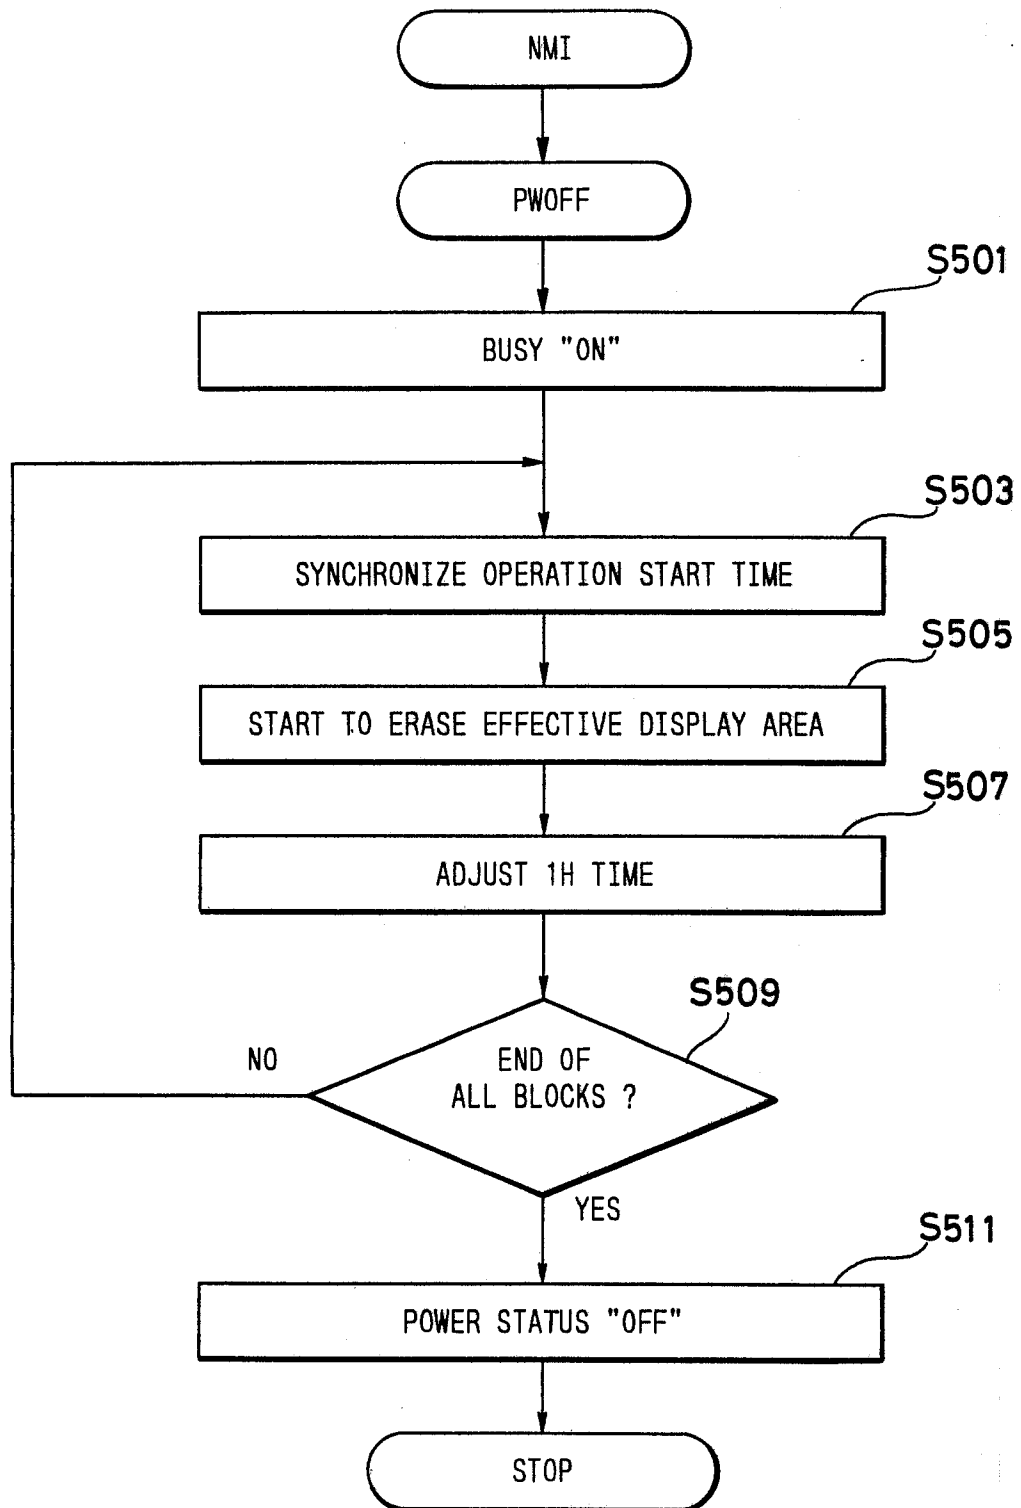 NMI
PWOFF
S501
BUSY "ON"
S503
SYNCHRONIZE OPERATION START TIME
S505
START TO ERASE EFFECTIVE DISPLAY AREA
S507
ADJUST 1H TIME
S509
NO
END OF
ALL BLOCKS ?
YES
S511
POWER STATUS "OFF"
STOP